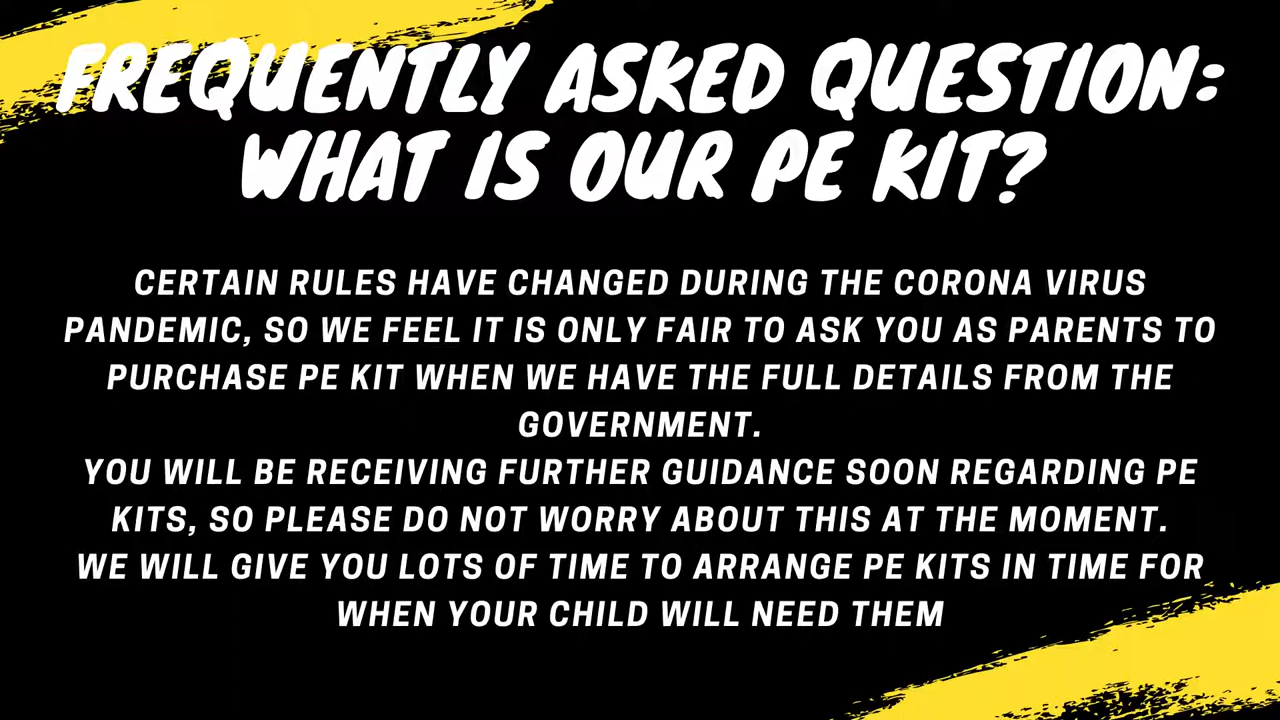 FREQUENTLY ASKED QUESTION:
WHAT IS OUR PE KIT?
CERTAIN RULES HAVE CHANGED DURING THE CORONA VIRUS
PANDEMIC, SO WE FEEL IT IS ONLY FAIR TO ASK YOU AS PARENTS TO
PURCHASE PE KIT WHEN WE HAVE THE FULL DETAILS FROM THE
GOVERNMENT.
YOU WILL BE RECEIVING FURTHER GUIDANCE SOON REGARDING PE
KITS, SO PLEASE DO NOT WORRY ABOUT THIS AT THE MOMENT.
WE WILL GIVE YOU LOTS OF TIME TO ARRANGE PE KITS IN TIME FOR
WHEN YOUR CHILD WILL NEED THEM